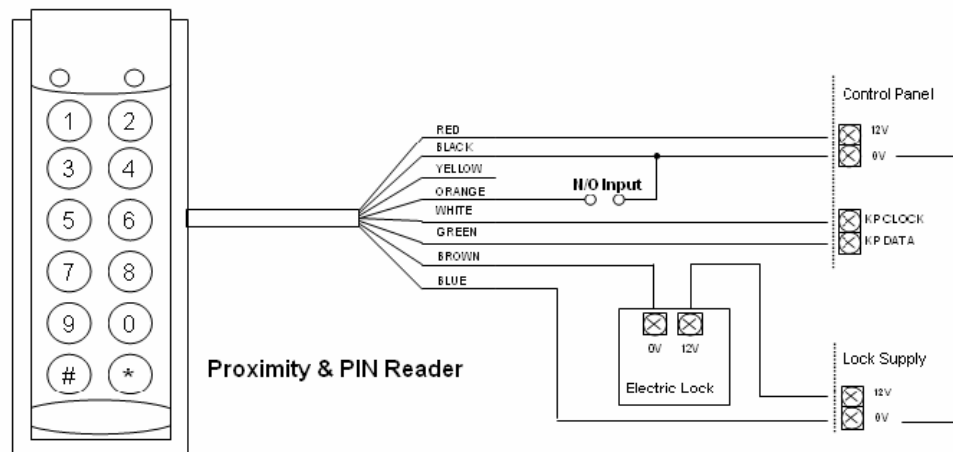 Control Panel
RED
12V
BLACK
0V
1 2
YELLOW
3 4
ORANGE
N/O Input
WHITE
KP CLOCK
5 6
GREEN
KP DATA
BROWN
7 8
BLUE
9 0
0V 12V
Proximity & PIN Reader
Electric Lock
Lock Supply
# *
12V
0V